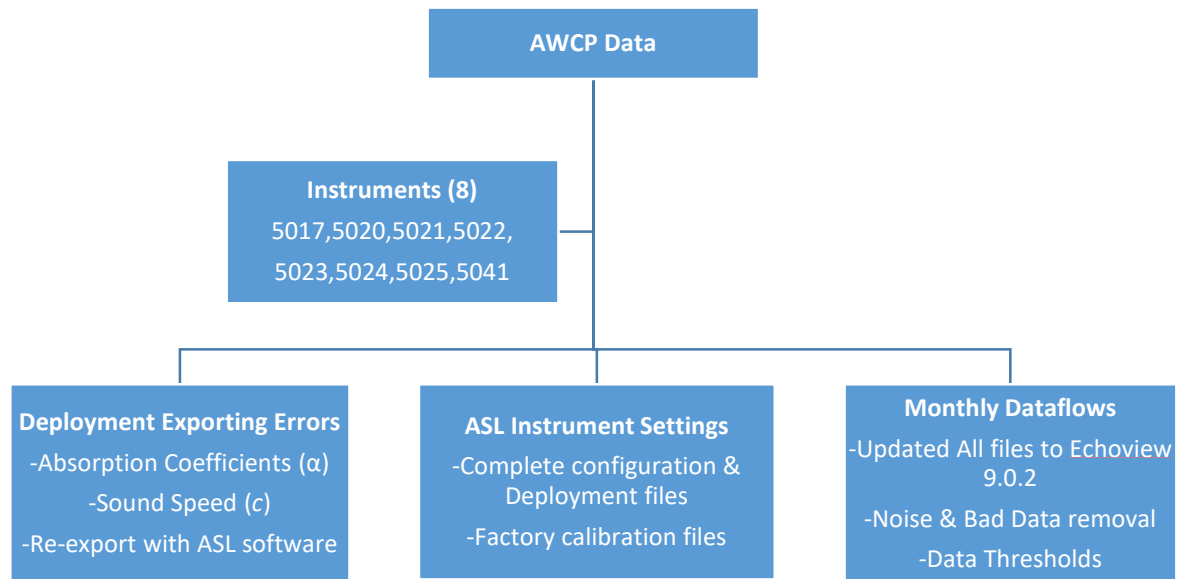 AWCP Data
Instruments (8)
5017,5020,5021,5022,
5023,5024,5025,5041
Deployment Exporting Errors
-Absorption Coefficients (α)
-Sound Speed (c)
-Re-export with ASL software
ASL Instrument Settings
-Complete configuration &
Deployment files
-Factory calibration files
Monthly Dataflows
-Updated All files to Echoview
9.0.2
-Noise & Bad Data removal
-Data Thresholds